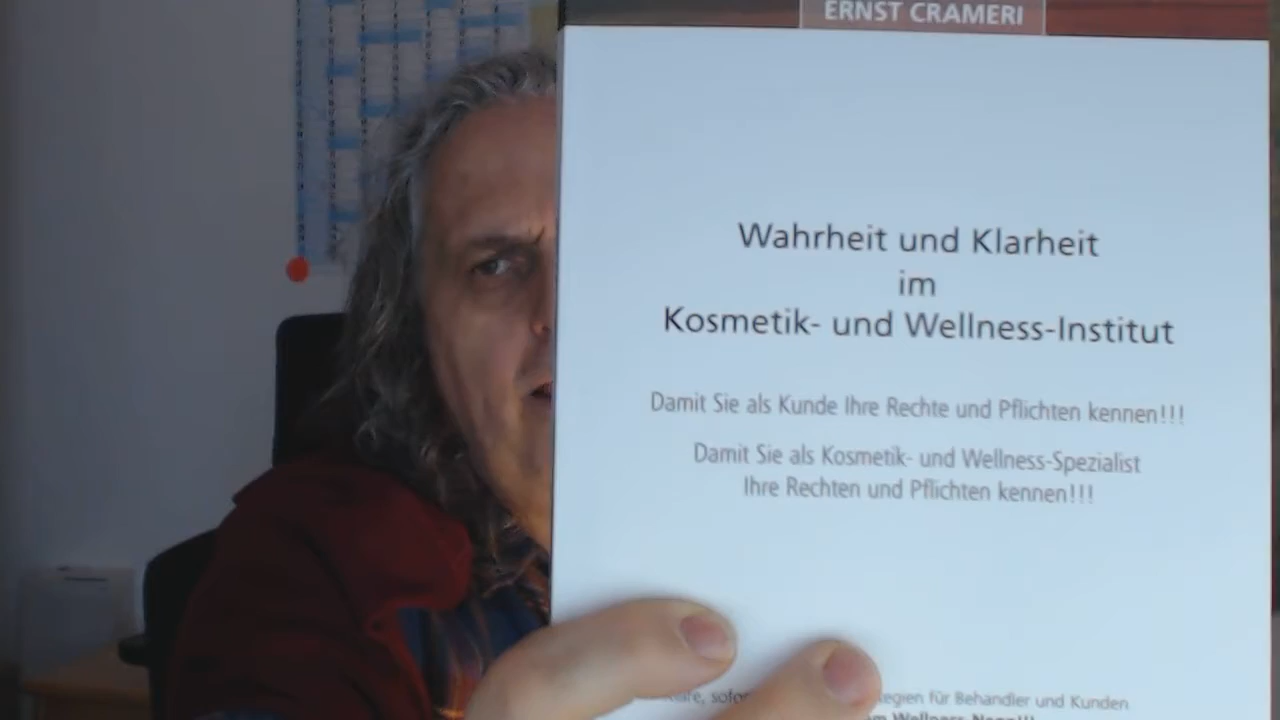 ERNST CRAMERI
Wahrheit und Klarheit
im
Kosmetik- und Wellness-Institut
Damit Sie als Kunde Ihre Rechte und Pflichten kennen!!!
Damit Sie als Kosmetik- und Wellness-Spezialist
Ihre Rechten und Pflichten kennen!!!
für Behandler und Kunden